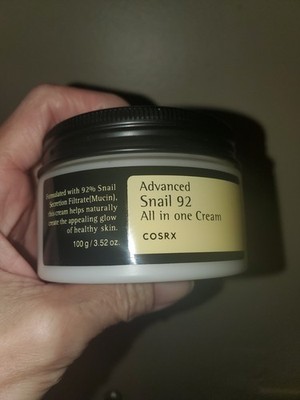 Formulated with 92% Snail
Secretion Filtrate(Mucin),
this cream helps naturally
create the appealing glow
of healthy skin.
100 g/ 3.52 oz.
Advanced
Snail 92
All in one Cream
COSRX